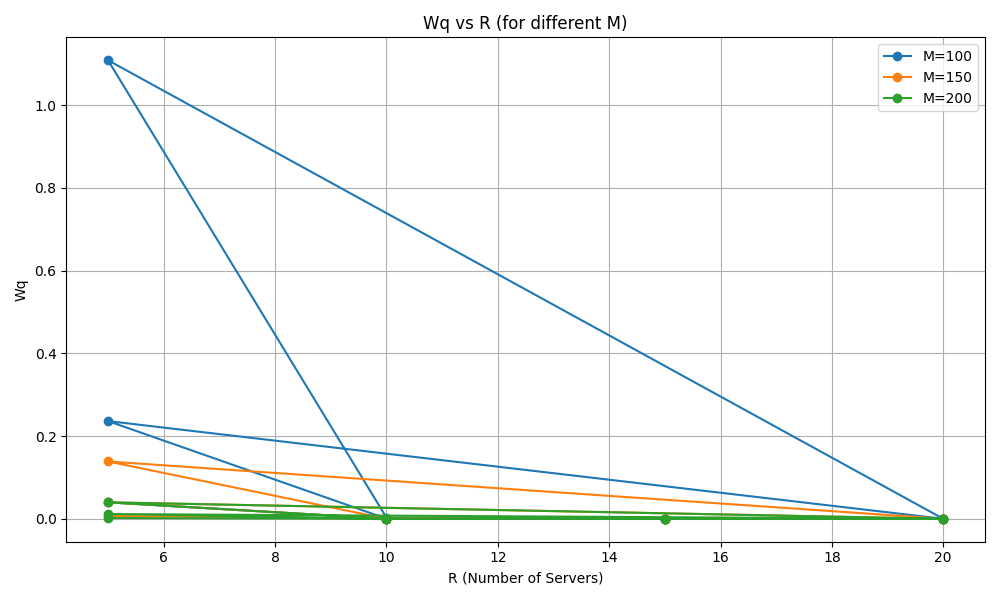 Wq vs R (for different M)
M=100
M=150
M=200
Wq
1.0
0.8
0.6
0.4
0.2
0.0
6 8 10 12 14 16 18 20
R (Number of Servers)